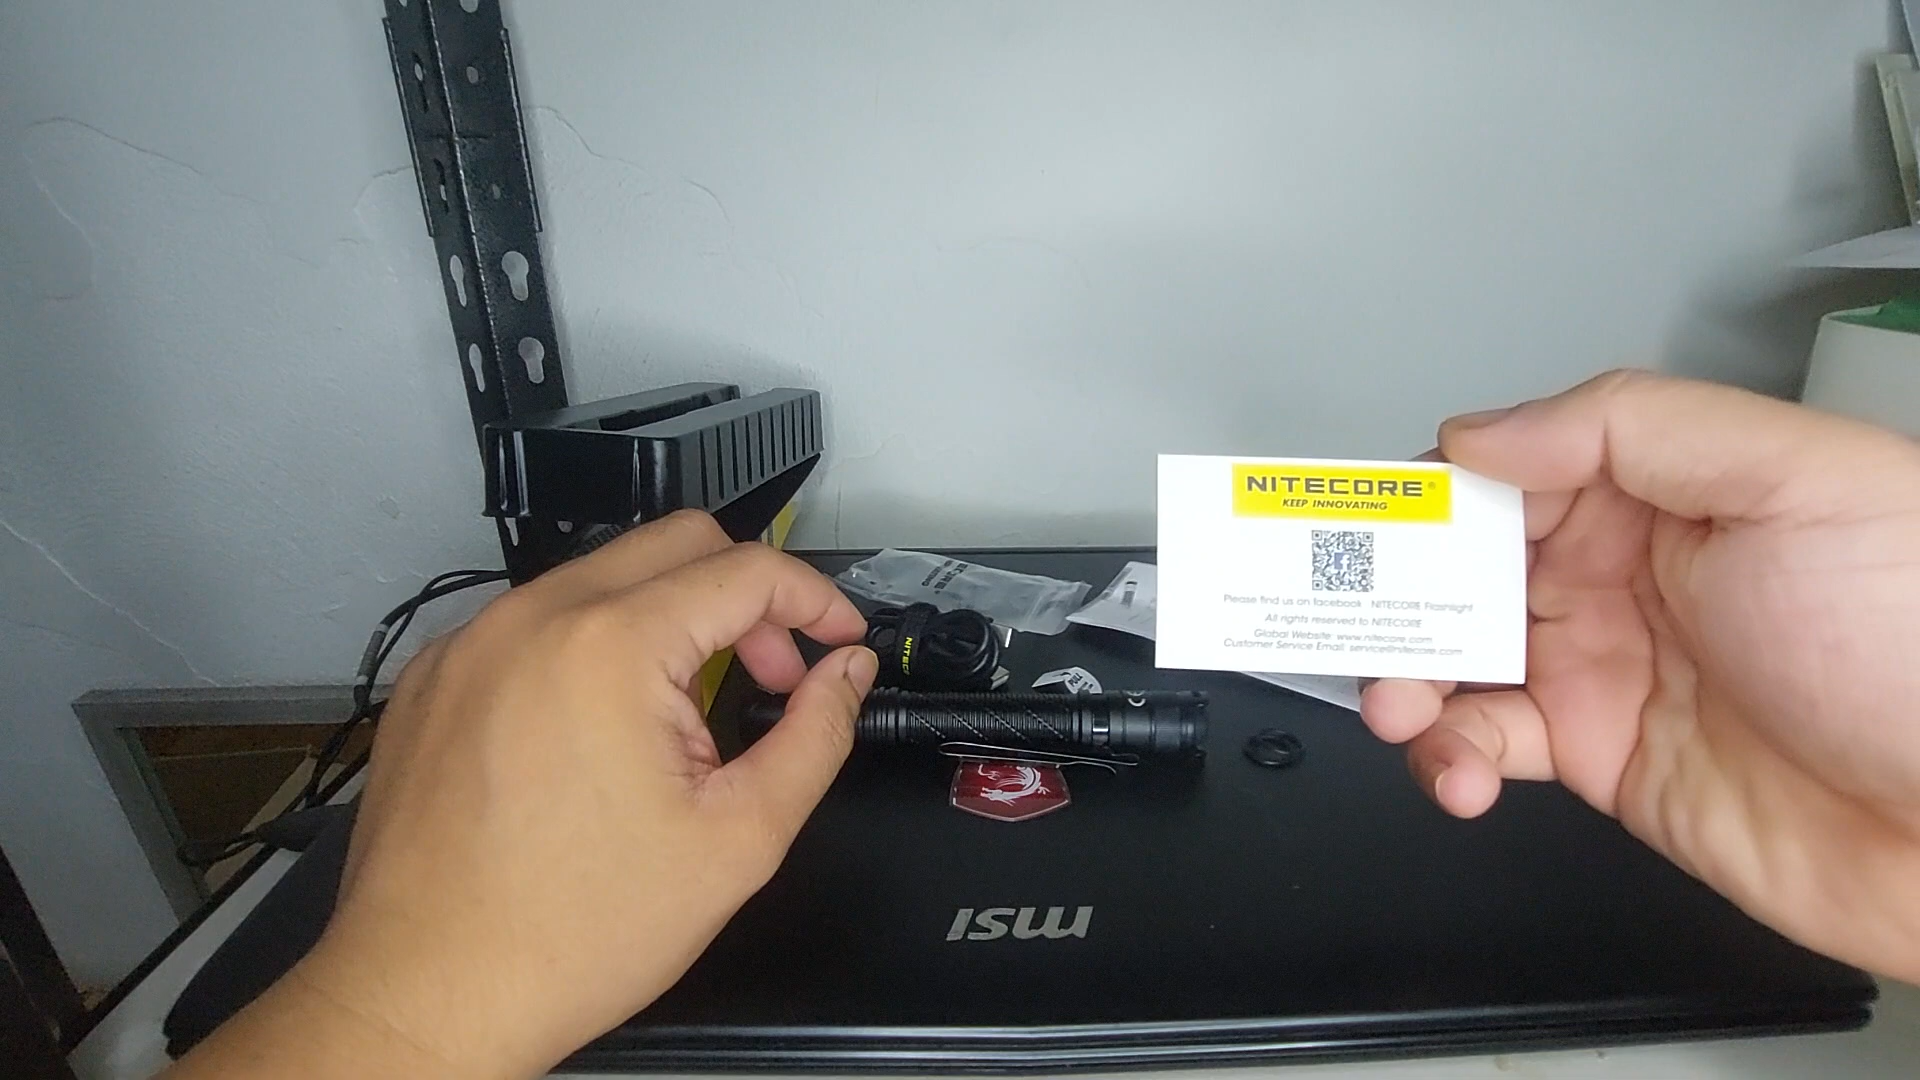 NITECORE®
KEEP INNOVATING
Please find us on facebook: NITECORE Flashlight
All rights reserved to NITECORE
Global Website: www.nitecore.com
Customer Service Email: service@nitecore.com
PULL
msi